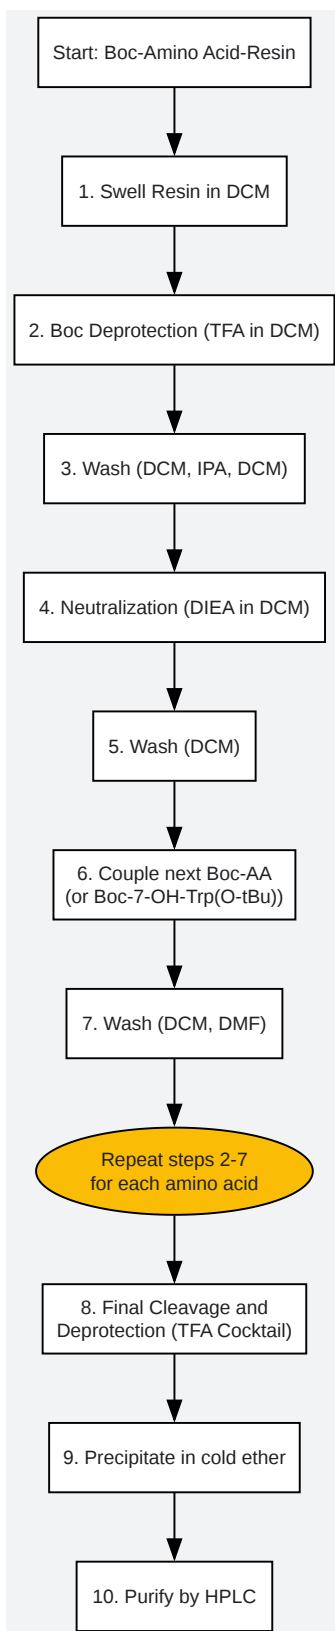 Start: Boc-Amino Acid-Resin
1. Swell Resin in DCM
2. Boc Deprotection (TFA in DCM)
3. Wash (DCM, IPA, DCM)
4. Neutralization (DIEA in DCM)
5. Wash (DCM)
6. Couple next Boc-AA
(or Boc-7-OH-Trp(O-tBu))
7. Wash (DCM, DMF)
Repeat steps 2-7
for each amino acid
8. Final Cleavage and
Deprotection (TFA Cocktail)
9. Precipitate in cold ether
10. Purify by HPLC